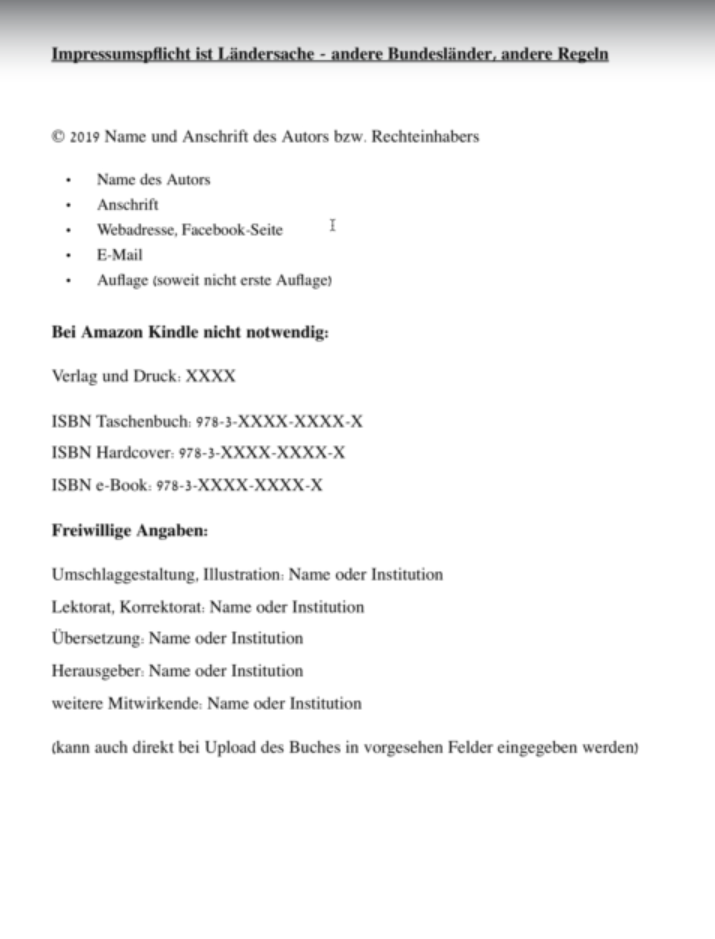 Impressumspflicht ist Ländersache - andere Bundesländer, andere Regeln
© 2019 Name und Anschrift des Autors bzw. Rechteinhabers
• Name des Autors
• Anschrift
• Webadresse, Facebook-Seite
• E-Mail
• Auflage (soweit nicht erste Auflage)
Bei Amazon Kindle nicht notwendig:
Verlag und Druck: XXXX
ISBN Taschenbuch: 978-3-XXXX-XXXX-X
ISBN Hardcover: 978-3-XXXX-XXXX-X
ISBN e-Book: 978-3-XXXX-XXXX-X
Freiwillige Angaben:
Umschlaggestaltung, Illustration: Name oder Institution
Lektorat, Korrektorat: Name oder Institution
Übersetzung: Name oder Institution
Herausgeber: Name oder Institution
weitere Mitwirkende: Name oder Institution
(kann auch direkt bei Upload des Buches in vorgesehen Felder eingegeben werden)